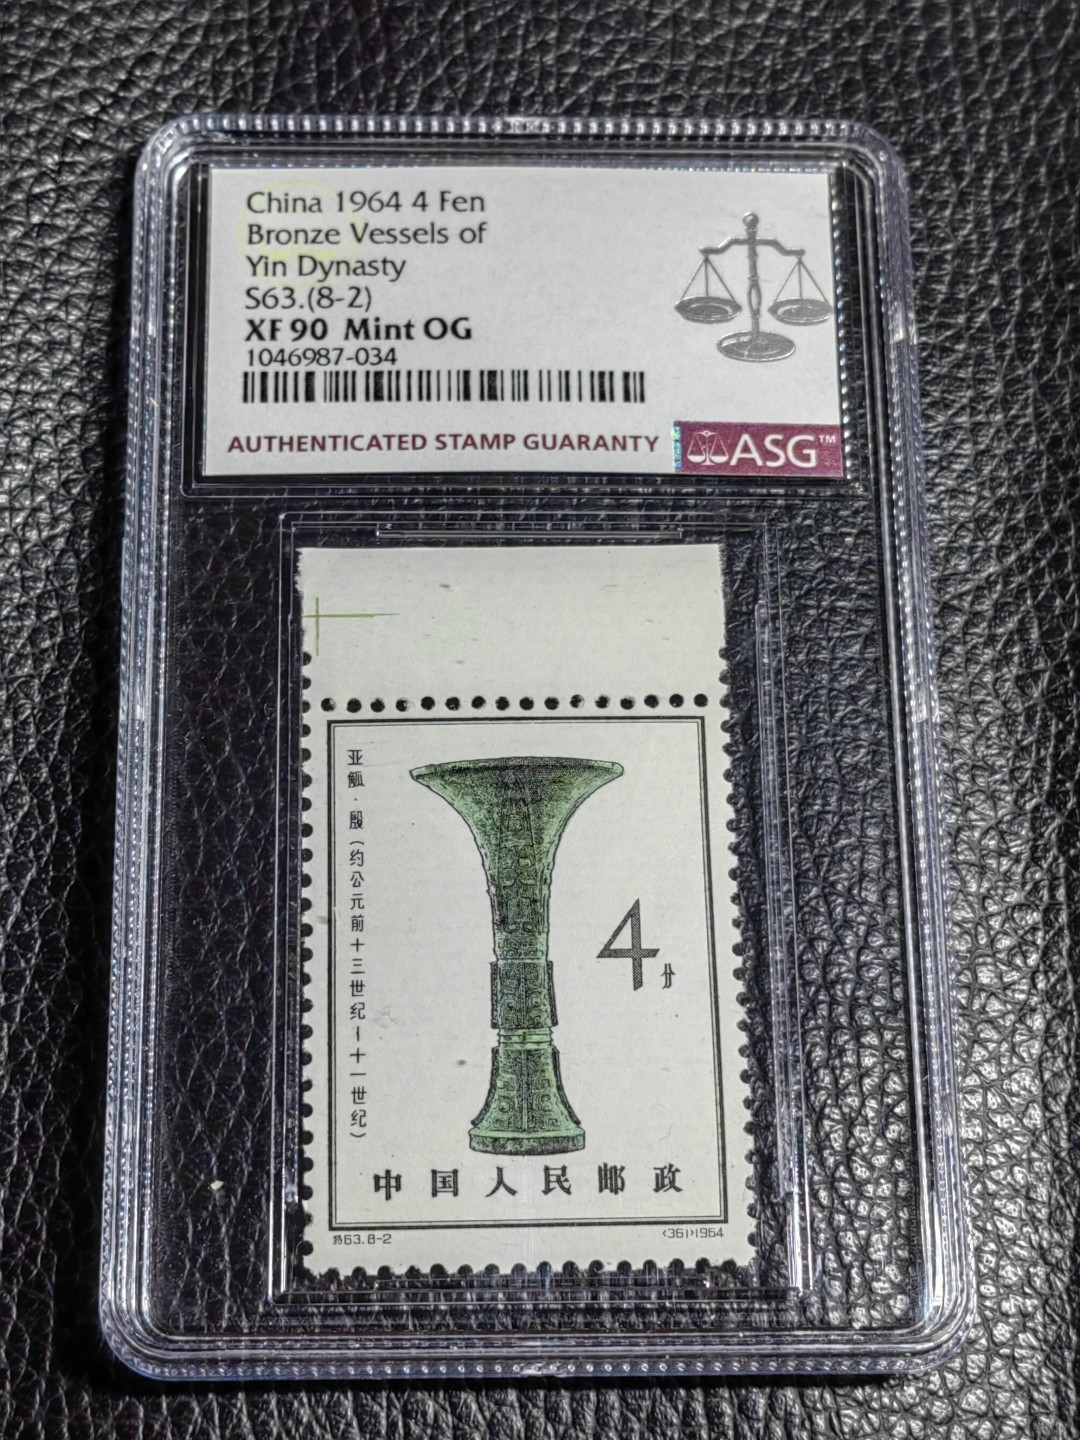 China 1964 4 Fen
Bronze Vessels of
Yin Dynasty
S63.(8-2)
XF 90 Mint OG
1046987-034
AUTHENTICATED STAMP GUARANTY
ASG™
亚觚·殷(约公元前十三世纪-十一世纪)
4分
中国人民邮政
特63.8-2
(361)1964